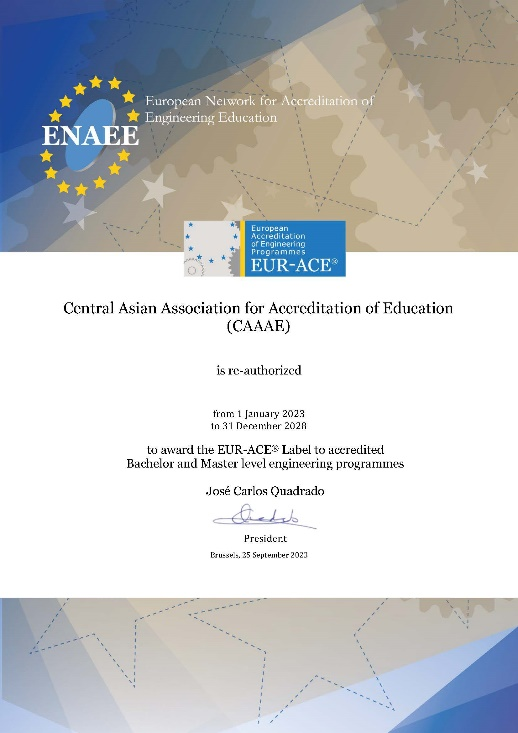 European Network for Accreditation of
Engineering Education
ENAEE
European
Accreditation
of Engineering
Programmes
EUR-ACE®
Central Asian Association for Accreditation of Education
(CAAAE)
is re-authorized
from 1 January 2023
to 31 December 2028
to award the EUR-ACE® Label to accredited
Bachelor and Master level engineering programmes
José Carlos Quadrado
President
Brussels, 25 September 2023